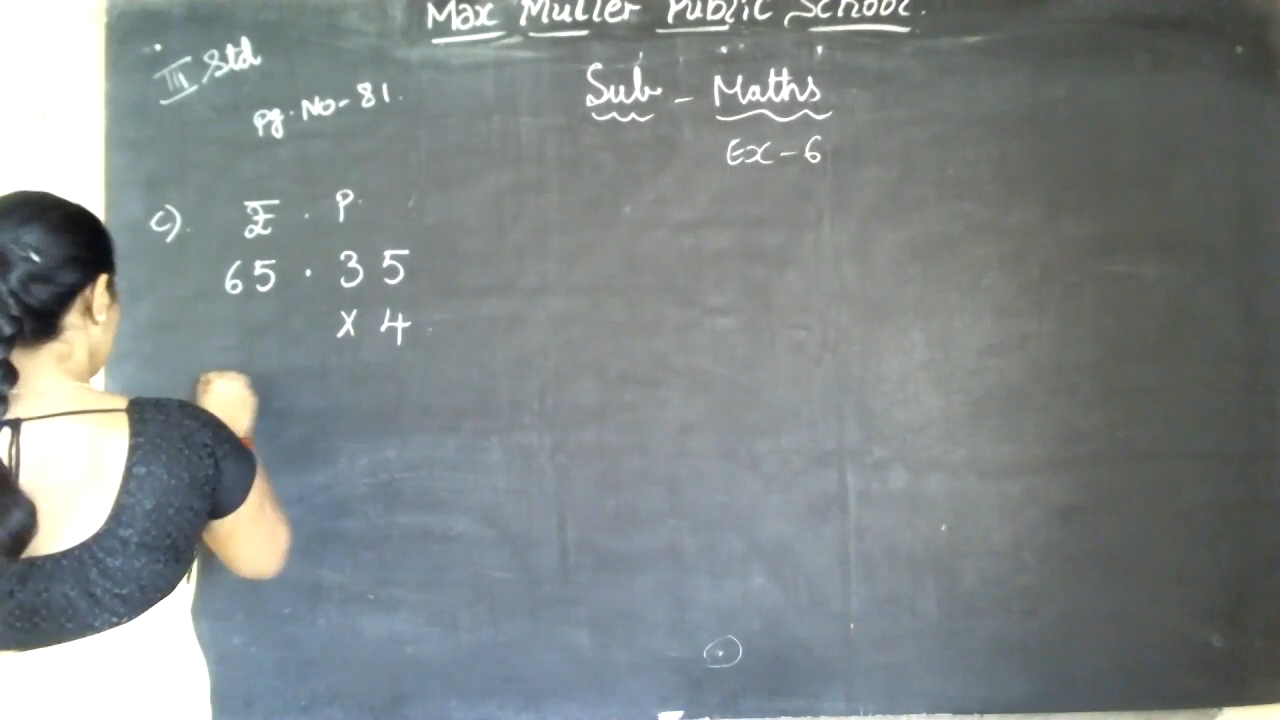 Max Muller Public School.
III Std
Sub - Maths
Pg. No - 81.
Ex - 6
c). ₹ . P.
65 . 35
× 4